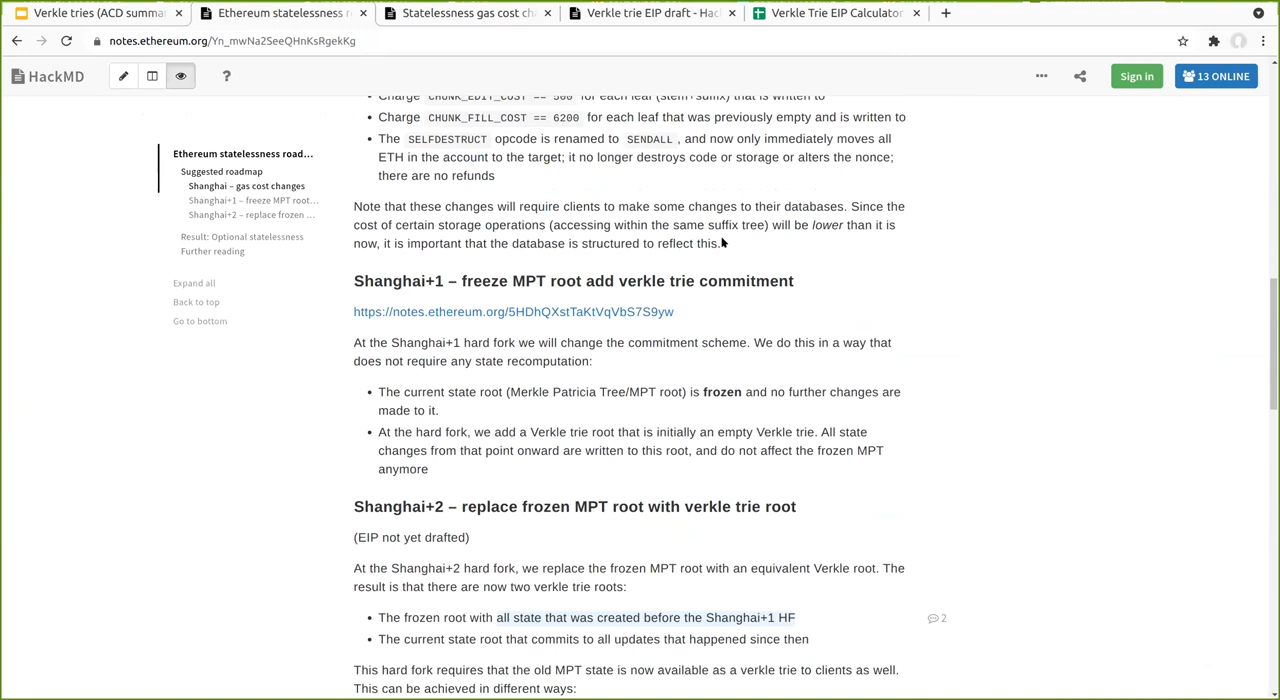 Verkle tries (ACD summa
Ethereum statelessness r
Statelessness gas cost ch
Verkle trie EIP draft - Hac
Verkle Trie EIP Calculator
notes.ethereum.org/Yn_mwNa2SeeQHnKsRgekKg
HackMD
?
Sign in
13 ONLINE
Charge CHUNK_EDIT_COST == 500 for each leaf (stem+suffix) that is written to
Charge CHUNK_FILL_COST == 6200 for each leaf that was previously empty and is written to
The SELFDESTRUCT opcode is renamed to SENDALL, and now only immediately moves all
ETH in the account to the target; it no longer destroys code or storage or alters the nonce;
there are no refunds
Ethereum statelessness road…
Suggested roadmap
Shanghai – gas cost changes
Shanghai+1 – freeze MPT root…
Shanghai+2 – replace frozen …
Result: Optional statelessness
Further reading
Expand all
Back to top
Go to bottom
Note that these changes will require clients to make some changes to their databases. Since the
cost of certain storage operations (accessing within the same suffix tree) will be lower than it is
now, it is important that the database is structured to reflect this.
Shanghai+1 – freeze MPT root add verkle trie commitment
https://notes.ethereum.org/5HDhQXstTaKtVqVbS7S9yw
At the Shanghai+1 hard fork we will change the commitment scheme. We do this in a way that
does not require any state recomputation:
The current state root (Merkle Patricia Tree/MPT root) is frozen and no further changes are
made to it.
At the hard fork, we add a Verkle trie root that is initially an empty Verkle trie. All state
changes from that point onward are written to this root, and do not affect the frozen MPT
anymore
Shanghai+2 – replace frozen MPT root with verkle trie root
(EIP not yet drafted)
At the Shanghai+2 hard fork, we replace the frozen MPT root with an equivalent Verkle root. The
result is that there are now two verkle trie roots:
The frozen root with all state that was created before the Shanghai+1 HF
2
The current state root that commits to all updates that happened since then
This hard fork requires that the old MPT state is now available as a verkle trie to clients as well.
This can be achieved in different ways: